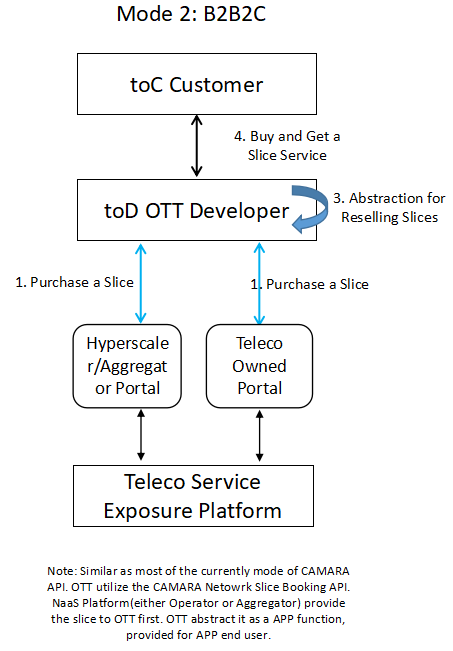 Mode 2: B2B2C
toC Customer
4. Buy and Get a
Slice Service
toD OTT Developer
3. Abstraction for
Reselling Slices
1. Purchase a Slice
1. Purchase a Slice
Hyperscale
r/Aggregat
or Portal
Teleco
Owned
Portal
Teleco Service
Exposure Platform
Note: Similar as most of the currently mode of CAMARA
API. OTT utilize the CAMARA Netowrk Slice Booking API.
NaaS Platform(either Operator or Aggregator) provide
the slice to OTT first. OTT abstract it as a APP function,
provided for APP end user.